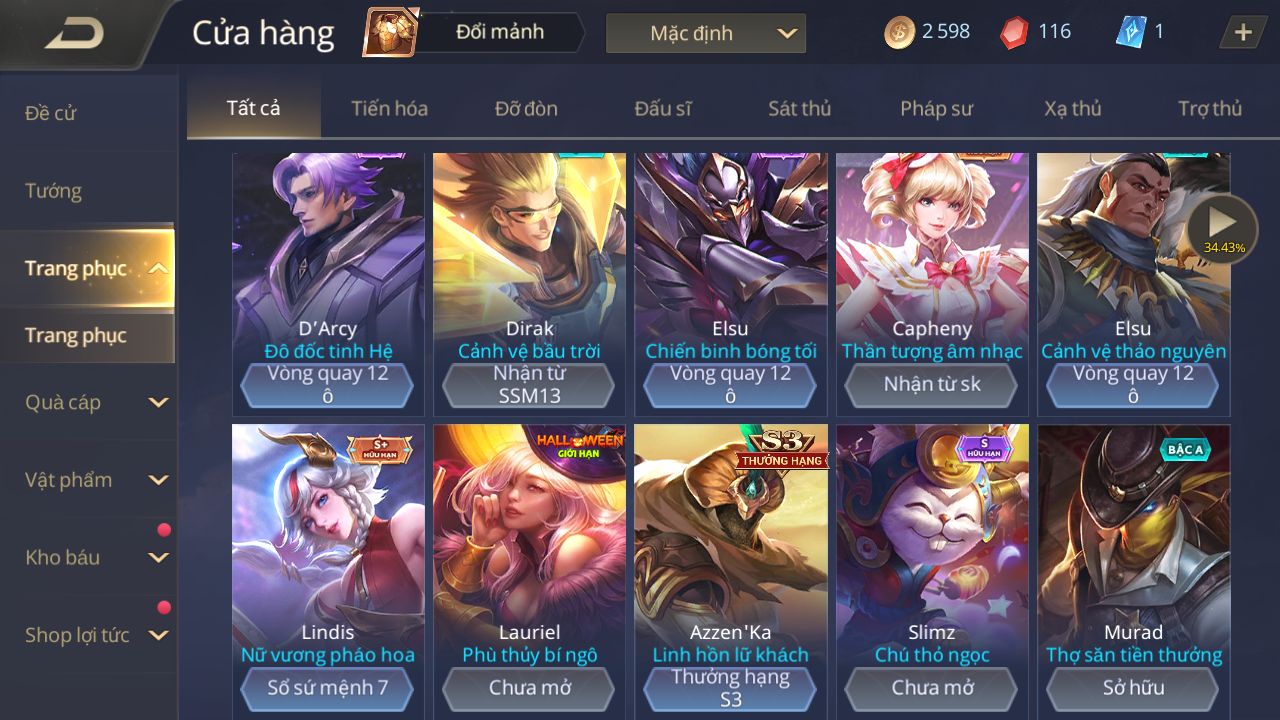 Cửa hàng
Đổi mảnh
Mặc định
2 598
116
1
Đề cử
Tướng
Trang phục
Trang phục
Quà cáp
Vật phẩm
Kho báu
Shop lợi tức
Tất cả
Tiến hóa
Đỡ đòn
Đấu sĩ
Sát thủ
Pháp sư
Xạ thủ
Trợ thủ
34.43%
D'Arcy
Đô đốc tinh Hệ
Vòng quay 12
ô
Dirak
Cảnh vệ bầu trời
Nhận từ
SSM13
Elsu
Chiến binh bóng tối
Vòng quay 12
ô
Capheny
Thần tượng âm nhạc
Nhận từ sk
Elsu
Cảnh vệ thảo nguyên
Vòng quay 12
ô
S+
HỮU HẠN
Lindis
Nữ vương pháo hoa
Sổ sứ mệnh 7
HALLOWEEN
GIỚI HẠN
Lauriel
Phù thủy bí ngô
Chưa mở
S3
THƯỞNG HẠNG
Azzen'Ka
Linh hồn lữ khách
Thưởng hạng
S3
S
HỮU HẠN
Slimz
Chú thỏ ngọc
Chưa mở
BẬC A
Murad
Thợ săn tiền thưởng
Sở hữu